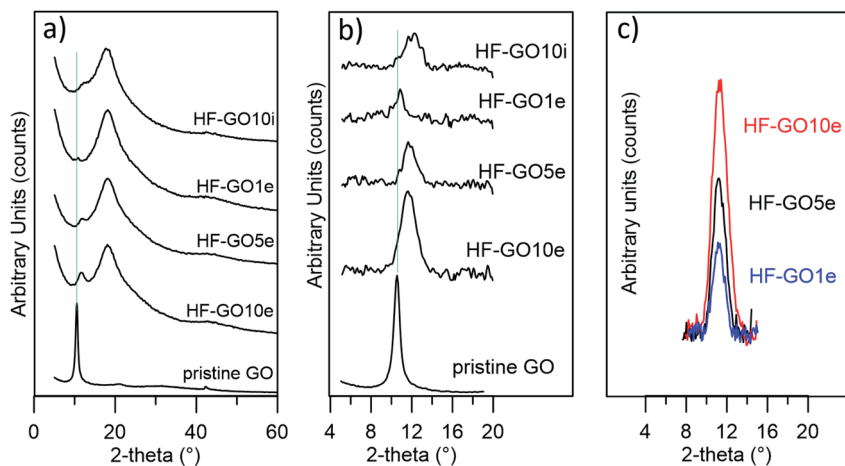 a)
Arbitrary Units (counts)
HF-GO10i
HF-GO1e
HF-GO5e
HF-GO10e
pristine GO
0 20 40 60
2-theta (°)
b)
Arbitrary Units (counts)
HF-GO10i
HF-GO1e
HF-GO5e
HF-GO10e
pristine GO
4 8 12 16 20
2-theta (°)
c)
Arbitrary units (counts)
HF-GO10e
HF-GO5e
HF-GO1e
4 8 12 16 20
2-theta (°)